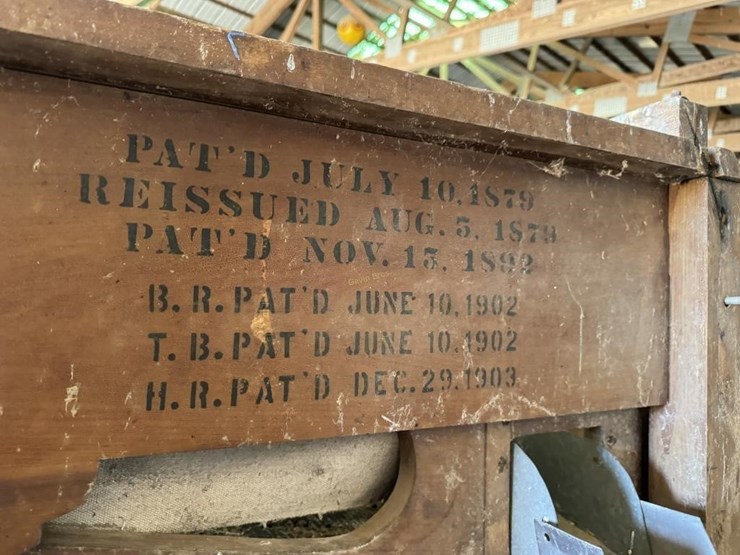 PAT'D JULY 10, 1879
REISSUED AUG. 5, 1879
PAT'D NOV. 15, 1892
B. R. PAT'D JUNE 10, 1902
T. B. PAT'D JUNE 10, 1902
H. R. PAT'D DEC. 29, 1903